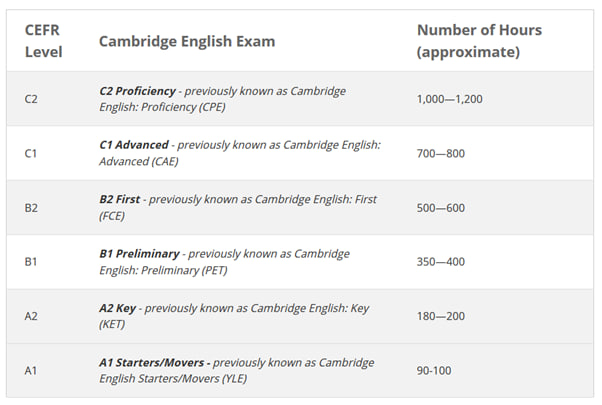 CEFR
Level
Cambridge English Exam
Number of Hours
(approximate)
C2
C2 Proficiency - previously known as Cambridge
English: Proficiency (CPE)
1,000—1,200
C1
C1 Advanced - previously known as Cambridge English:
Advanced (CAE)
700—800
B2
B2 First - previously known as Cambridge English: First
(FCE)
500—600
B1
B1 Preliminary - previously known as Cambridge
English: Preliminary (PET)
350—400
A2
A2 Key - previously known as Cambridge English: Key
(KET)
180—200
A1
A1 Starters/Movers - previously known as Cambridge
English Starters/Movers (YLE)
90-100